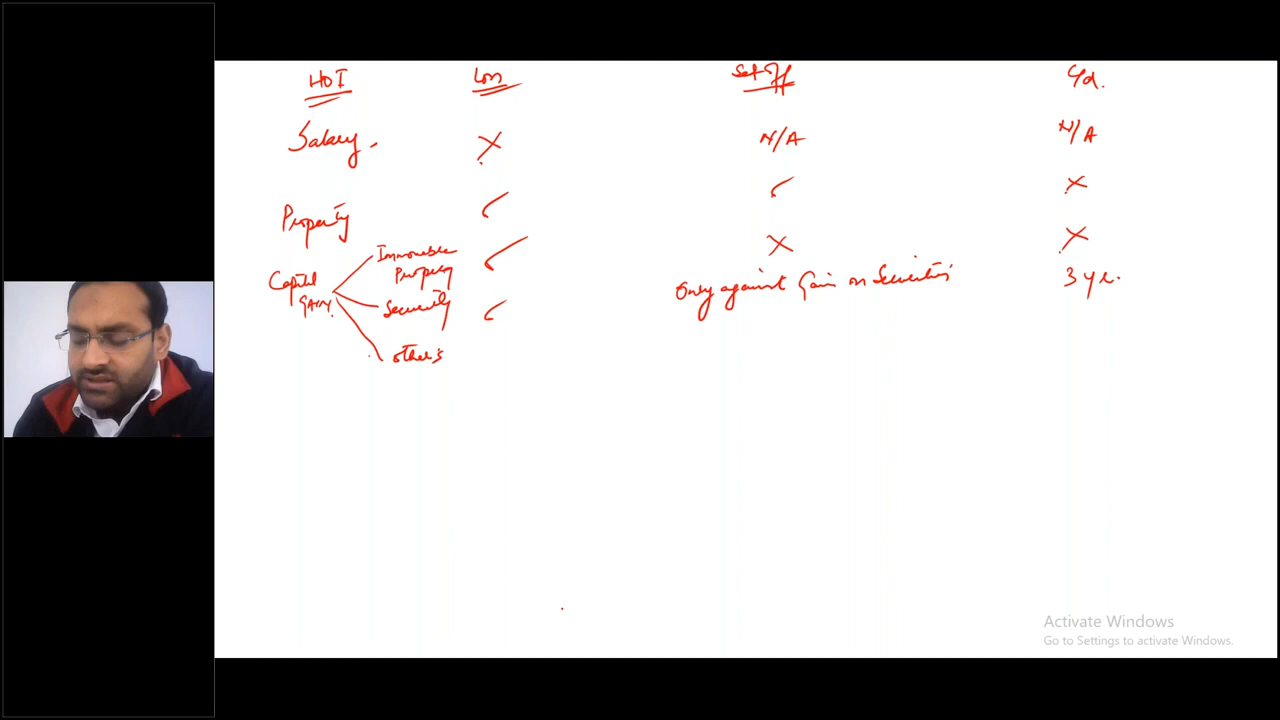 HOI Loss Set off C/d.
Salary X N/A N/A
Property ✓ ✓ X
Capital Gain Immovable Property ✓ X X
Security ✓ Only against Gain on Securities 3 yr.
others
Activate Windows
Go to Settings to activate Windows.